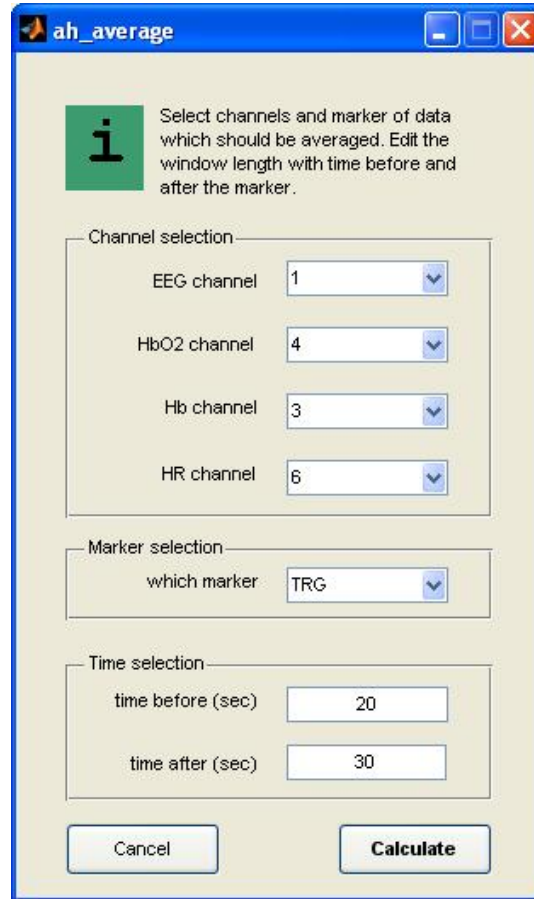 ah_average
i
Select channels and marker of data
which should be averaged. Edit the
window length with time before and
after the marker.
Channel selection
EEG channel 1
HbO2 channel 4
Hb channel 3
HR channel 6
Marker selection
which marker TRG
Time selection
time before (sec) 20
time after (sec) 30
Cancel Calculate